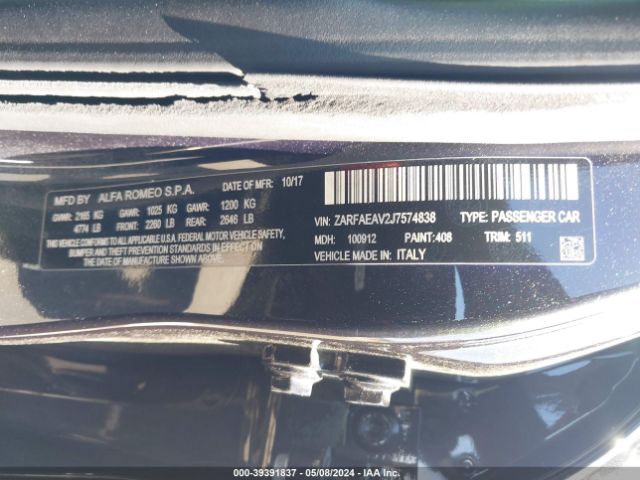 MFD BY ALFA ROMEO S.P.A. DATE OF MFR: 10/17
GVWR: 2165 KG GAWR: 1025 KG GAWR: 1200 KG
4774 LB FRONT: 2260 LB REAR: 2646 LB
THIS VEHICLE CONFORMS TO ALL APPLICABLE U.S.A. FEDERAL MOTOR VEHICLE SAFETY,
BUMPER AND THEFT PREVENTION STANDARDS IN EFFECT ON
THE DATE OF MANUFACTURE SHOWN ABOVE.
VIN: ZARFAEAV2J7574838 TYPE: PASSENGER CAR
MDH: 100912 PAINT: 408 TRIM: 511
VEHICLE MADE IN: ITALY
000-39391837 - 05/08/2024 - IAA Inc.